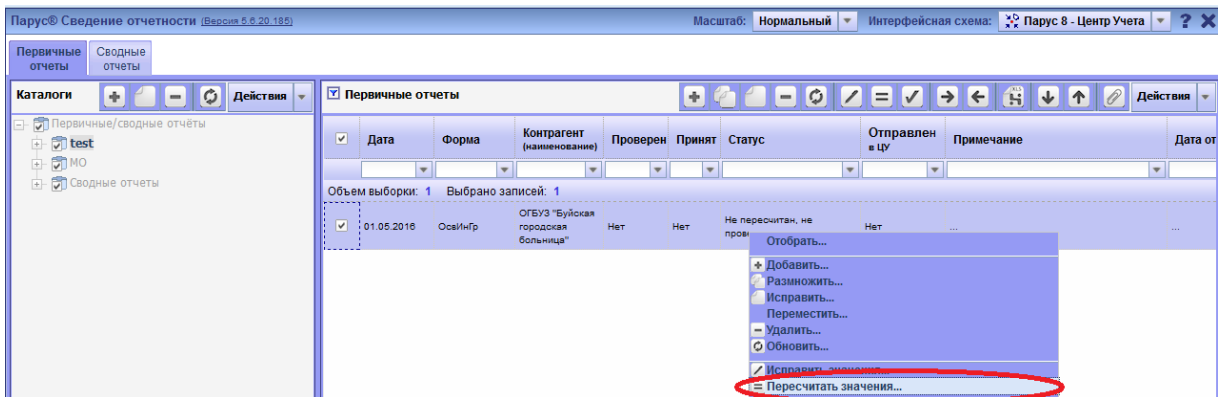 Парус® Сведение отчетности (Версия 5.6.20.185) Масштаб: Нормальный Интерфейсная схема: Парус 8 - Центр Учета
Первичные отчеты
Сводные отчеты
Каталоги Действия
Первичные/сводные отчёты
test
МО
Сводные отчеты
Первичные отчеты XLS Действия
Дата Форма Контрагент (наименование) Проверен Принят Статус Отправлен в ЦУ Примечание Дата от
Объем выборки: 1 Выбрано записей: 1
01.05.2016 ОсвИнГр ОГБУЗ "Буйская городская больница" Нет Нет Не пересчитан, не Нет ... ...
Отобрать...
Добавить...
Размножить...
Исправить...
Переместить...
Удалить...
Обновить...
Исправить значения...
Пересчитать значения...